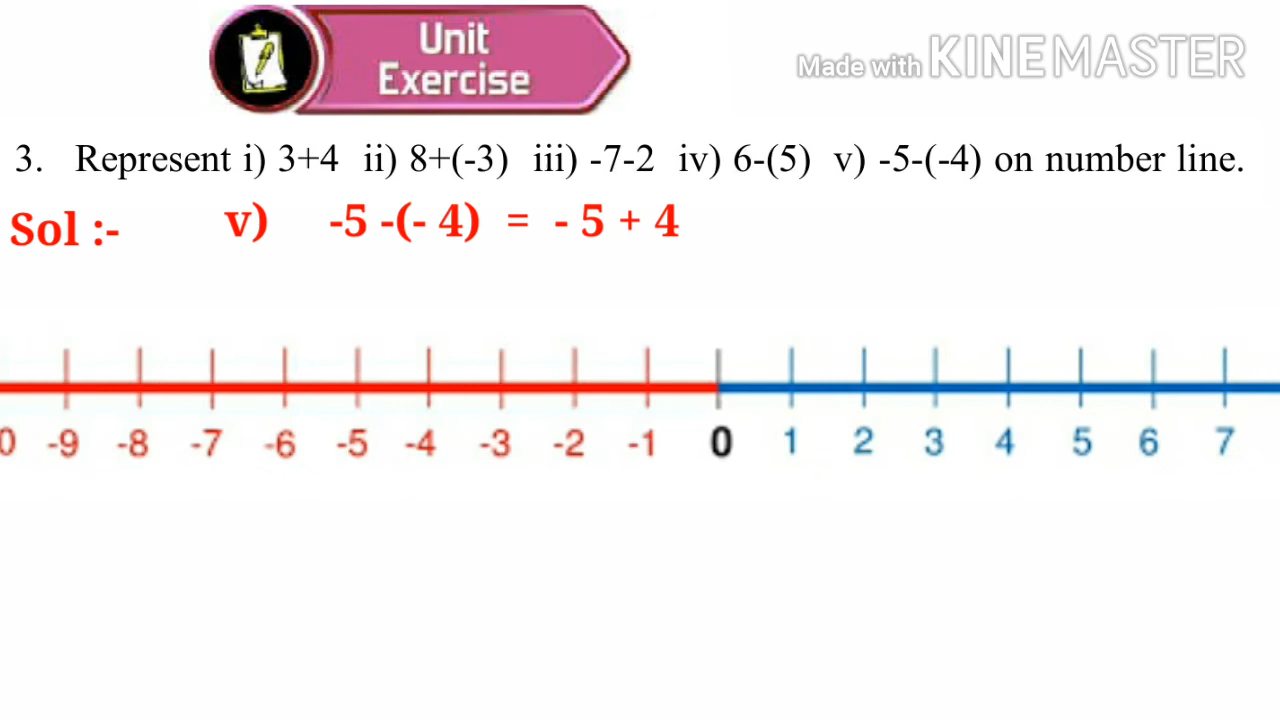 Unit
Exercise
Made with KINEMASTER
3. Represent i) 3+4 ii) 8+(-3) iii) -7-2 iv) 6-(5) v) -5-(-4) on number line.
Sol :- v) -5 -(- 4) = - 5 + 4
0 -9 -8 -7 -6 -5 -4 -3 -2 -1 0 1 2 3 4 5 6 7